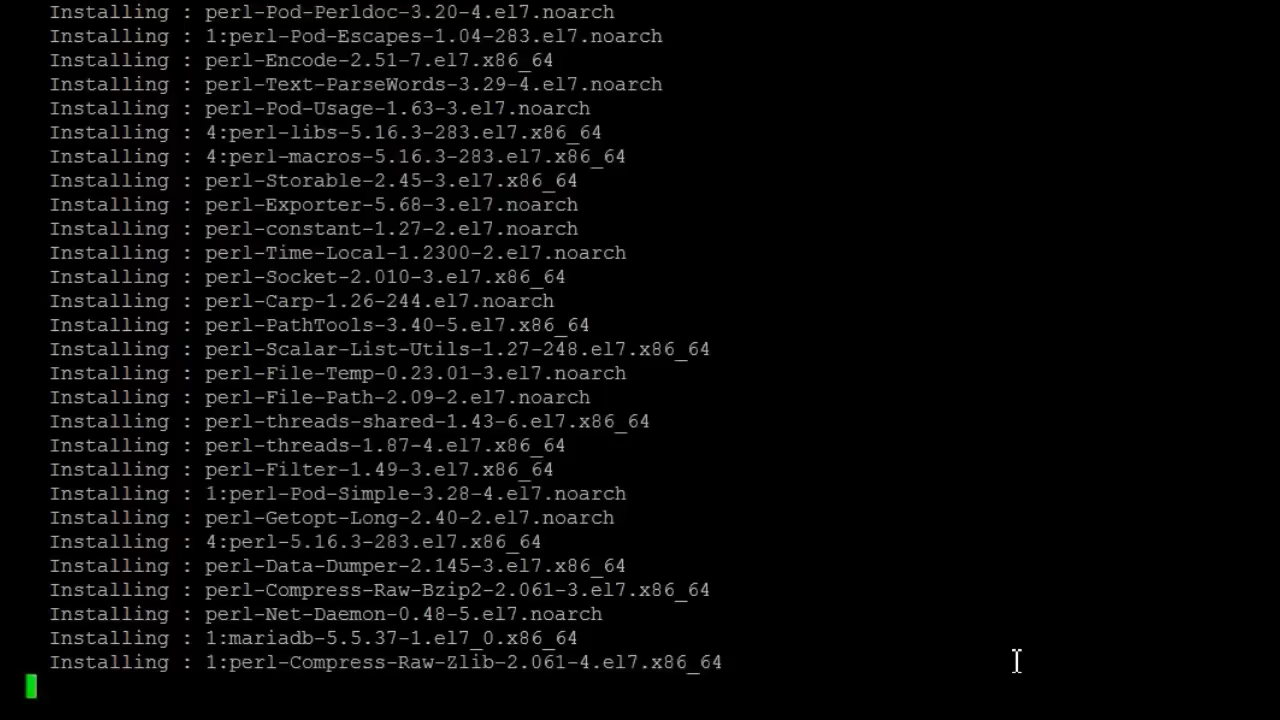 Installing : perl-Pod-Perldoc-3.20-4.el7.noarch
Installing : 1:perl-Pod-Escapes-1.04-283.el7.noarch
Installing : perl-Encode-2.51-7.el7.x86_64
Installing : perl-Text-ParseWords-3.29-4.el7.noarch
Installing : perl-Pod-Usage-1.63-3.el7.noarch
Installing : 4:perl-libs-5.16.3-283.el7.x86_64
Installing : 4:perl-macros-5.16.3-283.el7.x86_64
Installing : perl-Storable-2.45-3.el7.x86_64
Installing : perl-Exporter-5.68-3.el7.noarch
Installing : perl-constant-1.27-2.el7.noarch
Installing : perl-Time-Local-1.2300-2.el7.noarch
Installing : perl-Socket-2.010-3.el7.x86_64
Installing : perl-Carp-1.26-244.el7.noarch
Installing : perl-PathTools-3.40-5.el7.x86_64
Installing : perl-Scalar-List-Utils-1.27-248.el7.x86_64
Installing : perl-File-Temp-0.23.01-3.el7.noarch
Installing : perl-File-Path-2.09-2.el7.noarch
Installing : perl-threads-shared-1.43-6.el7.x86_64
Installing : perl-threads-1.87-4.el7.x86_64
Installing : perl-Filter-1.49-3.el7.x86_64
Installing : 1:perl-Pod-Simple-3.28-4.el7.noarch
Installing : perl-Getopt-Long-2.40-2.el7.noarch
Installing : 4:perl-5.16.3-283.el7.x86_64
Installing : perl-Data-Dumper-2.145-3.el7.x86_64
Installing : perl-Compress-Raw-Bzip2-2.061-3.el7.x86_64
Installing : perl-Net-Daemon-0.48-5.el7.noarch
Installing : 1:mariadb-5.5.37-1.el7_0.x86_64
Installing : 1:perl-Compress-Raw-Zlib-2.061-4.el7.x86_64